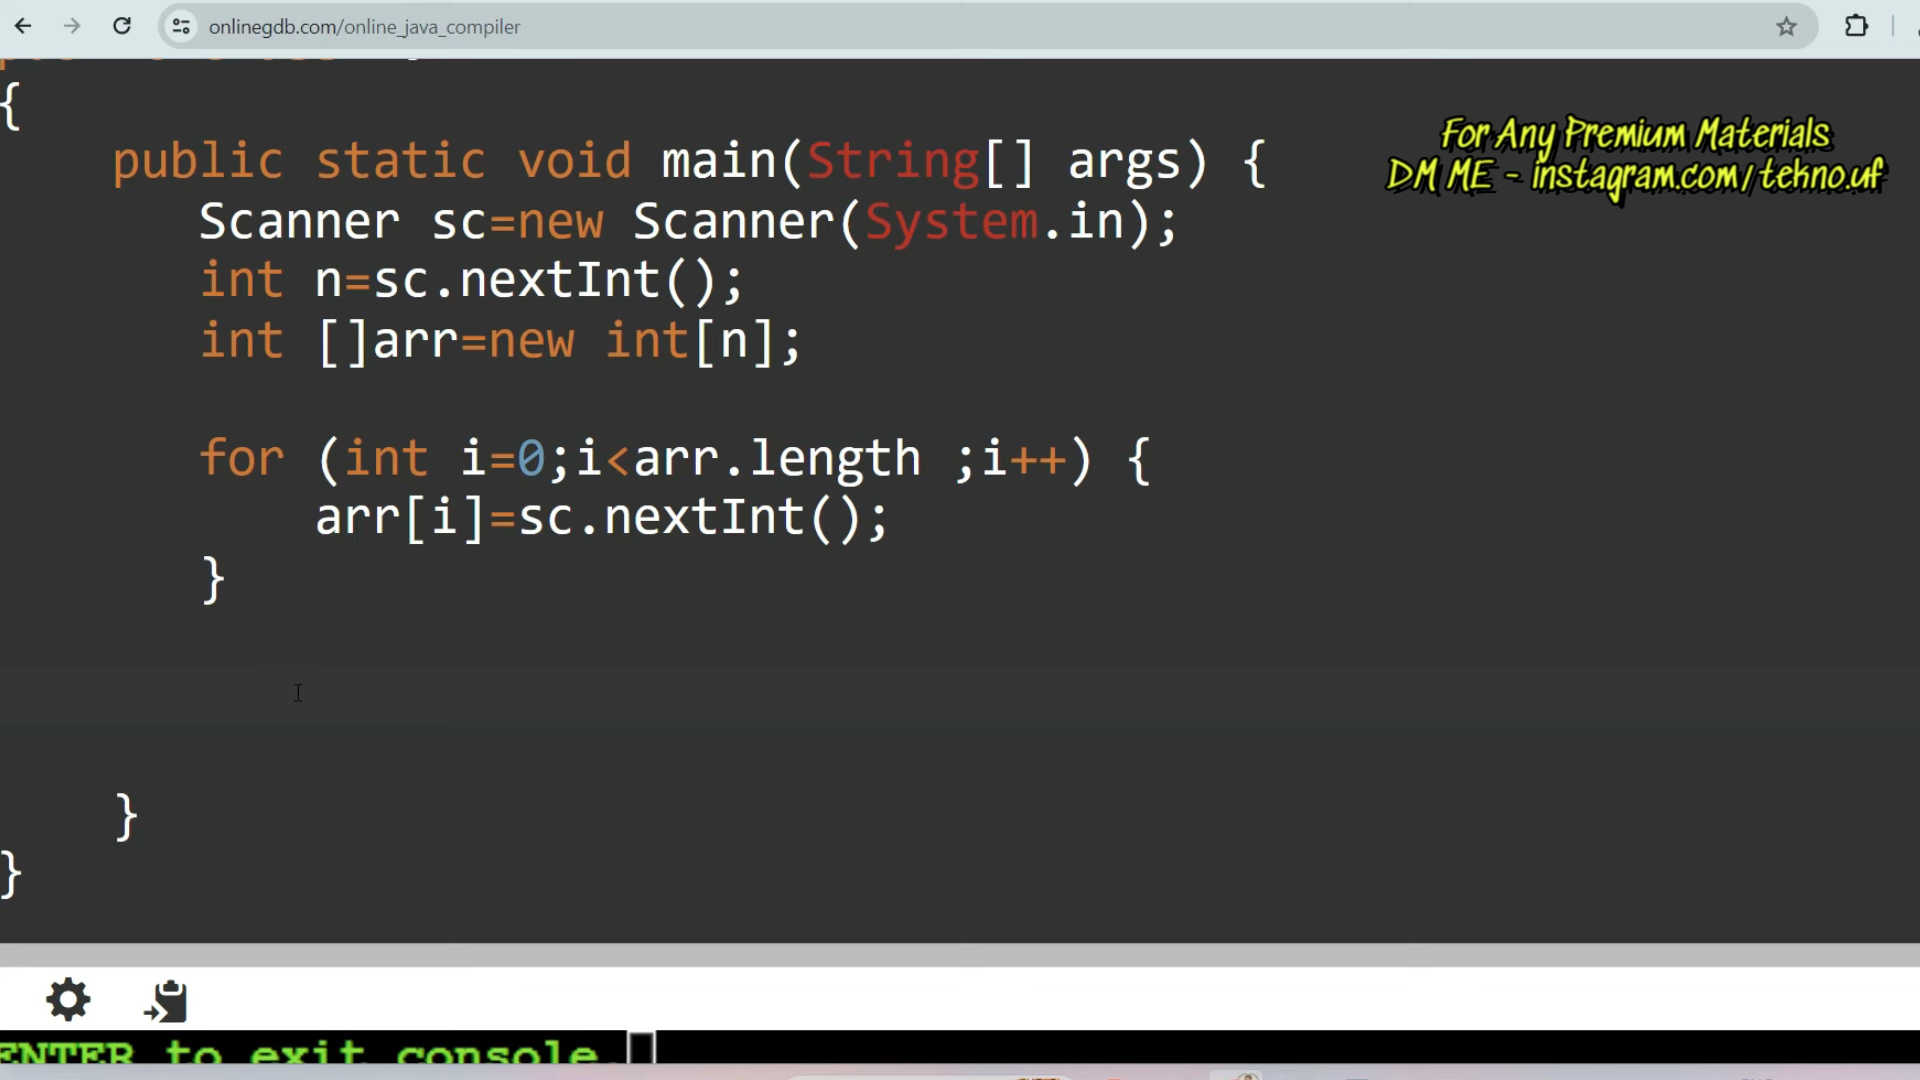 onlinegdb.com/online_java_compiler
{
public static void main(String[] args) {
For Any Premium Materials
DM ME - instagram.com/tekno.uf
Scanner sc=new Scanner(System.in);
int n=sc.nextInt();
int []arr=new int[n];
for (int i=0;i<arr.length ;i++) {
arr[i]=sc.nextInt();
}
}
}
ENTER to exit console.